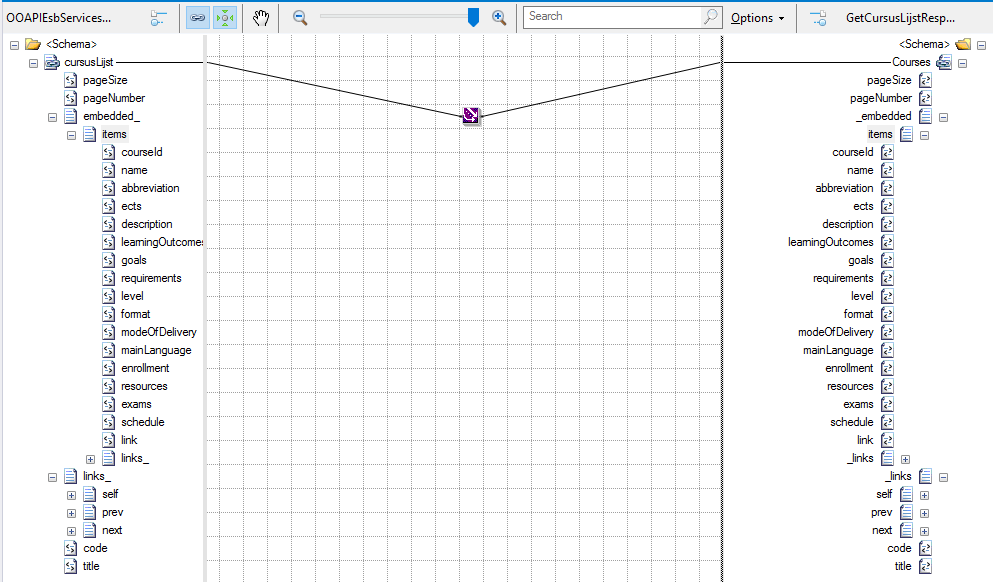 OOAPIEsbServices...
Search
Options
GetCursusLijstResp...
<Schema>
cursusLijst
pageSize
pageNumber
embedded_
items
courseId
name
abbreviation
ects
description
learningOutcomes
goals
requirements
level
format
modeOfDelivery
mainLanguage
enrollment
resources
exams
schedule
link
links_
links_
self
prev
next
code
title
<Schema>
Courses
pageSize
pageNumber
_embedded
items
courseId
name
abbreviation
ects
description
learningOutcomes
goals
requirements
level
format
modeOfDelivery
mainLanguage
enrollment
resources
exams
schedule
link
_links
_links
self
prev
next
code
title